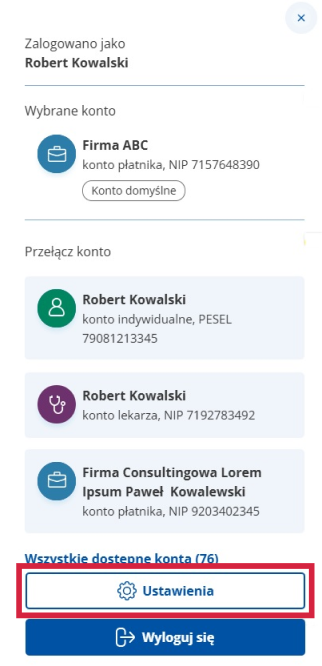 Zalogowano jako
Robert Kowalski
Wybrane konto
Firma ABC
konto płatnika, NIP 7157648390
Konto domyślne
Przełącz konto
Robert Kowalski
konto indywidualne, PESEL
79081213345
Robert Kowalski
konto lekarza, NIP 7192783492
Firma Consultingowa Lorem
Ipsum Paweł Kowalewski
konto płatnika, NIP 9203402345
Wszystkie dostępne konta (76)
Ustawienia
Wyloguj się